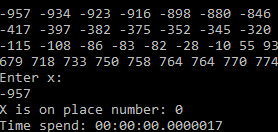 -957 -934 -923 -916 -898 -880 -846
-417 -397 -382 -375 -352 -345 -320
-115 -108 -86 -83 -82 -28 -10 55 93
679 718 733 750 758 764 764 770 774
Enter x:
-957
X is on place number: 0
Time spend: 00:00:00.0000017